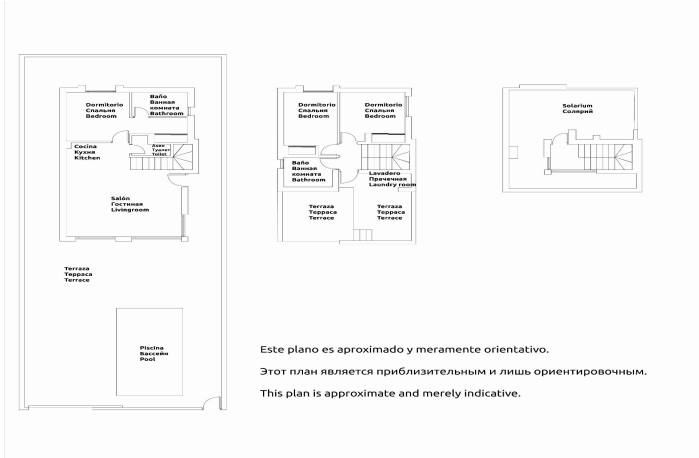 Dormitorio
Спальня
Bedroom
Baño
Ванная
комната
Bathroom
Cocina
Кухня
Kitchen
Aseo
Туалет
Toilet
Salón
Гостиная
Livingroom
Terraza
Терраса
Terrace
Piscina
Бассейн
Pool
Dormitorio
Спальня
Bedroom
Dormitorio
Спальня
Bedroom
Baño
Ванная
комната
Bathroom
Lavadero
Прачечная
Laundry room
Terraza
Терраса
Terrace
Terraza
Терраса
Terrace
Solarium
Солярий
Este plano es aproximado y meramente orientativo.
Этот план является приблизительным и лишь ориентировочным.
This plan is approximate and merely indicative.